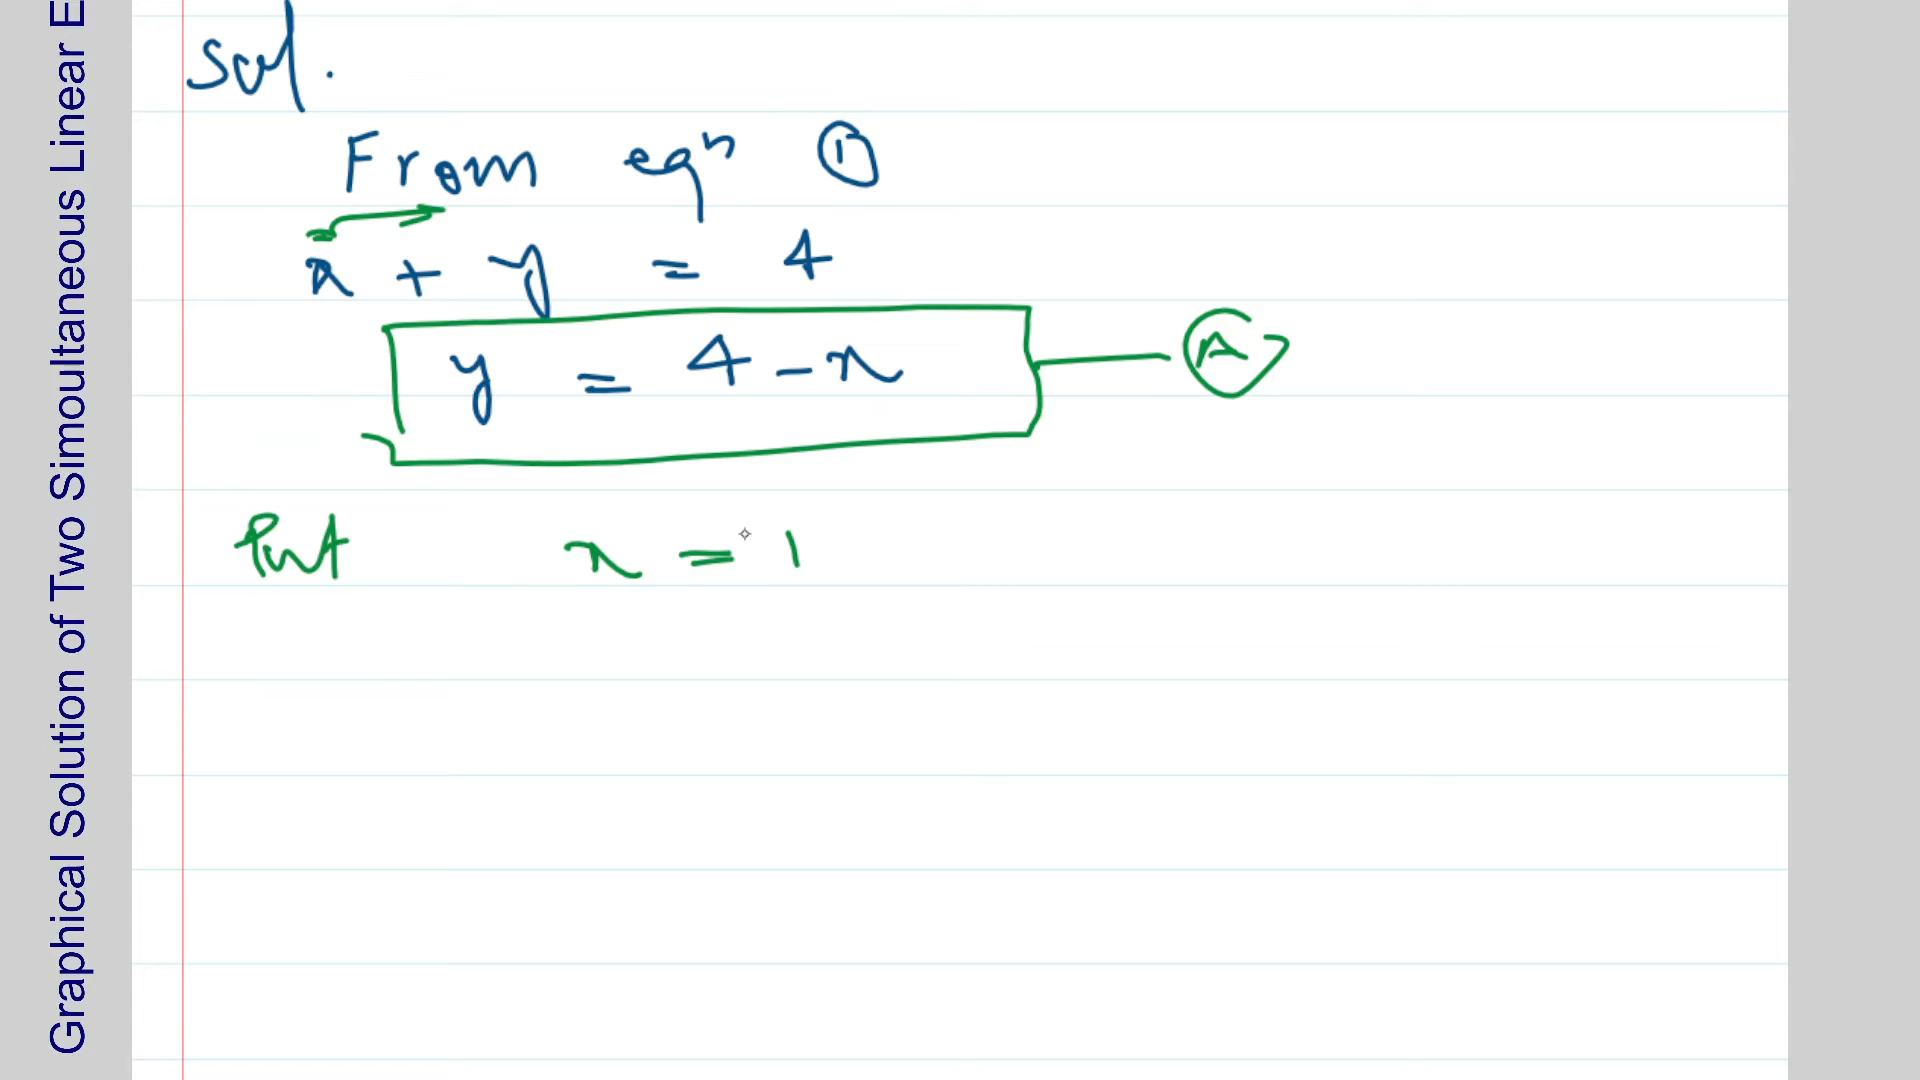 Graphical Solution of Two Simoultaneous Linear E
Sol.
From eqn ①
x + y = 4
y = 4 - x
A
Put x = 1